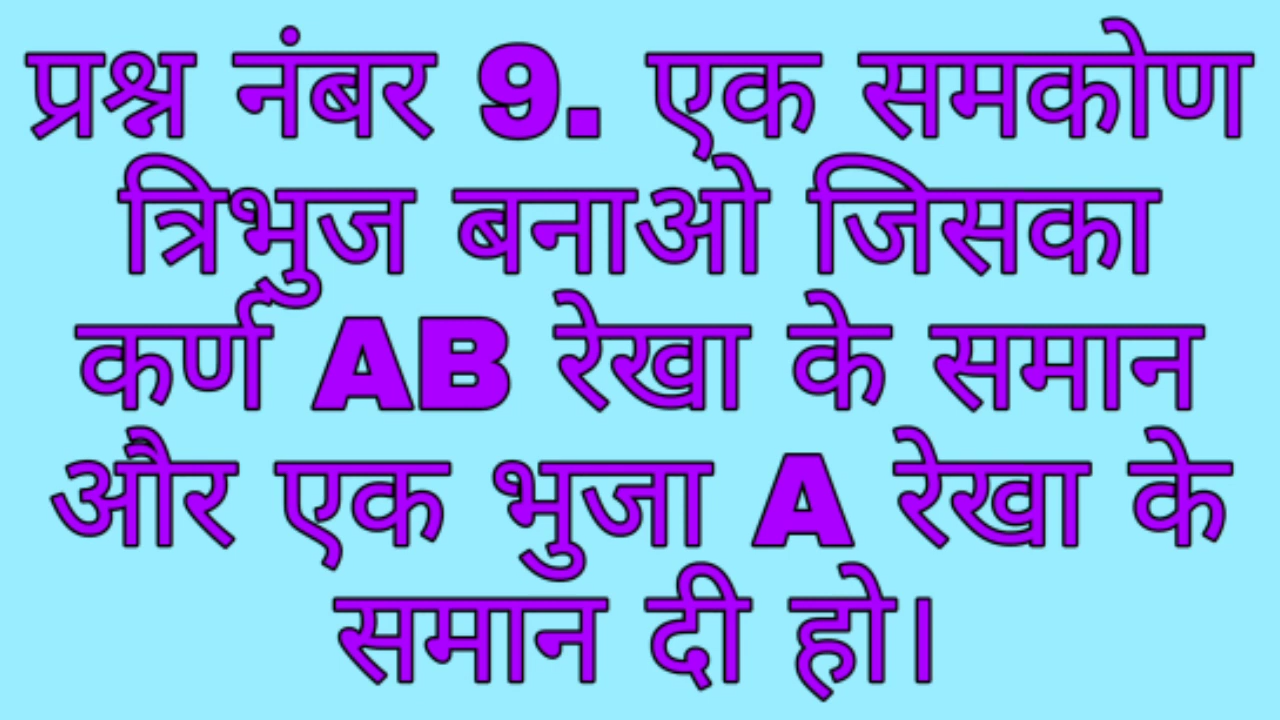 प्रश्न नंबर 9. एक समकोण
त्रिभुज बनाओ जिसका
कर्ण AB रेखा के समान
और एक भुजा A रेखा के
समान दी हो।